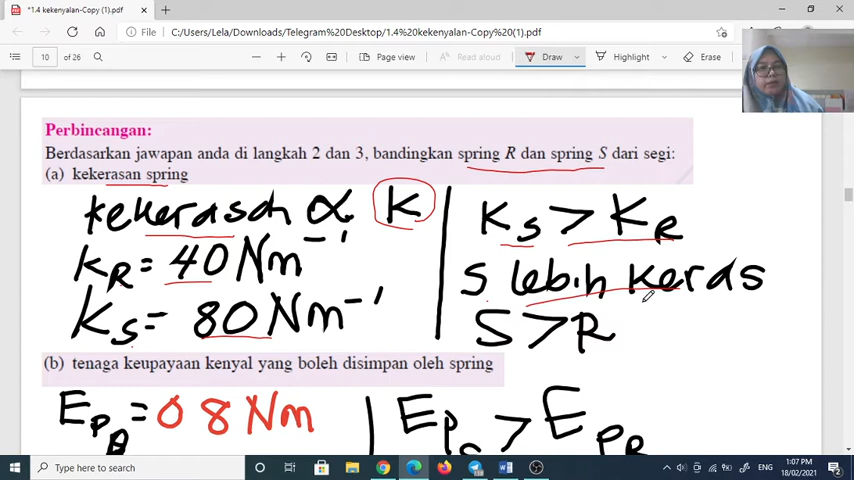 *1.4 kekenyalan-Copy (1).pdf
File
C:/Users/Lela/Downloads/Telegram%20Desktop/1.4%20kekenyalan-Copy%20(1).pdf
10 of 26
Page view
Read aloud
Draw
Highlight
Erase
Perbincangan:
Berdasarkan jawapan anda di langkah 2 dan 3, bandingkan spring R dan spring S dari segi:
(a) kekerasan spring
kekerasan ∝ K
KR = 40 Nm⁻¹
KS = 80 Nm⁻¹
KS > KR
S lebih keras
S > R
(b) tenaga keupayaan kenyal yang boleh disimpan oleh spring
0 8 Nm
EpS > EpR
Type here to search
ENG
1:07 PM
18/02/2021
2